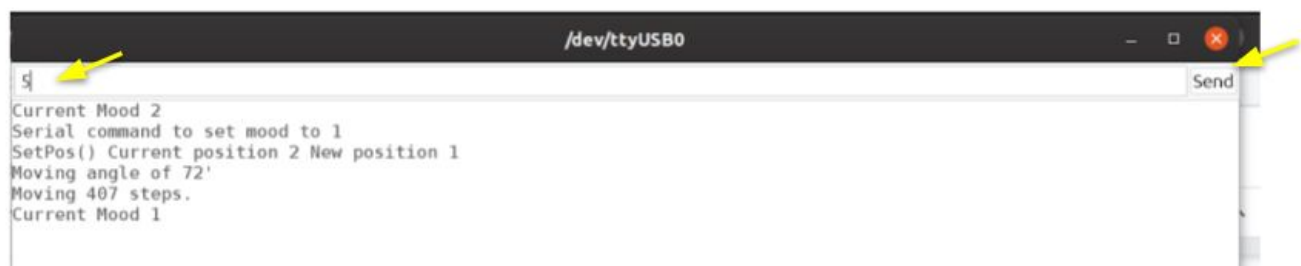 /dev/ttyUSB0
5
Send
Current Mood 2
Serial command to set mood to 1
SetPos() Current position 2 New position 1
Moving angle of 72'
Moving 407 steps.
Current Mood 1